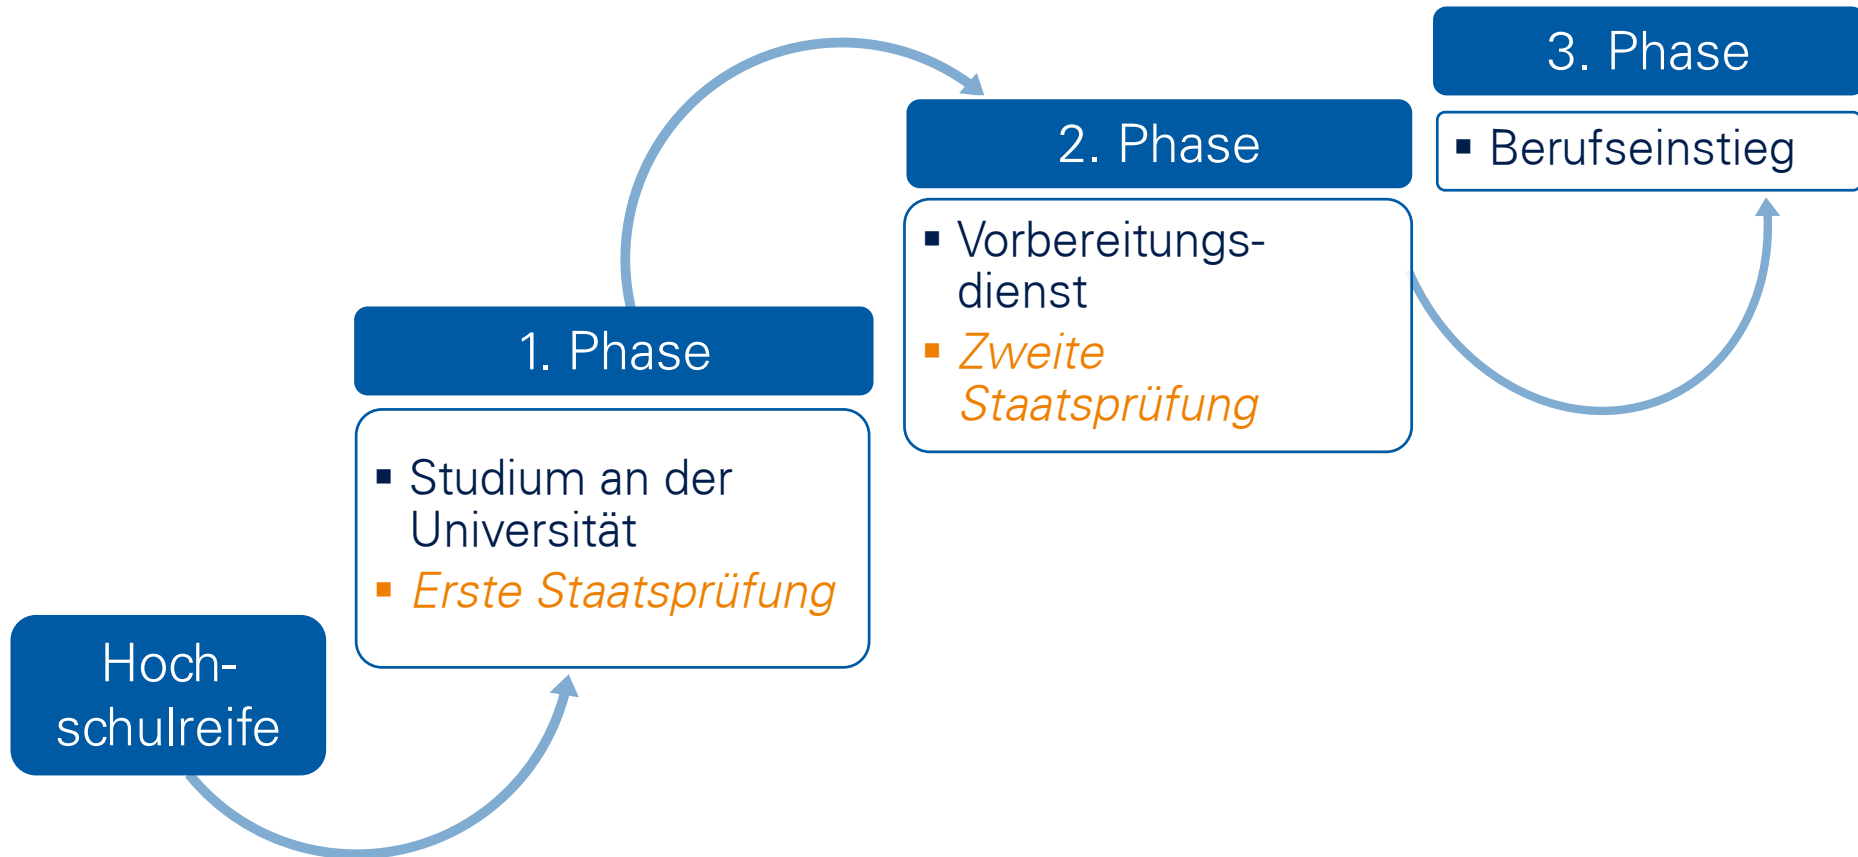 Hoch-
schulreife
1. Phase
▪ Studium an der
Universität
▪ Erste Staatsprüfung
2. Phase
▪ Vorbereitungs-
dienst
▪ Zweite
Staatsprüfung
3. Phase
▪ Berufseinstieg